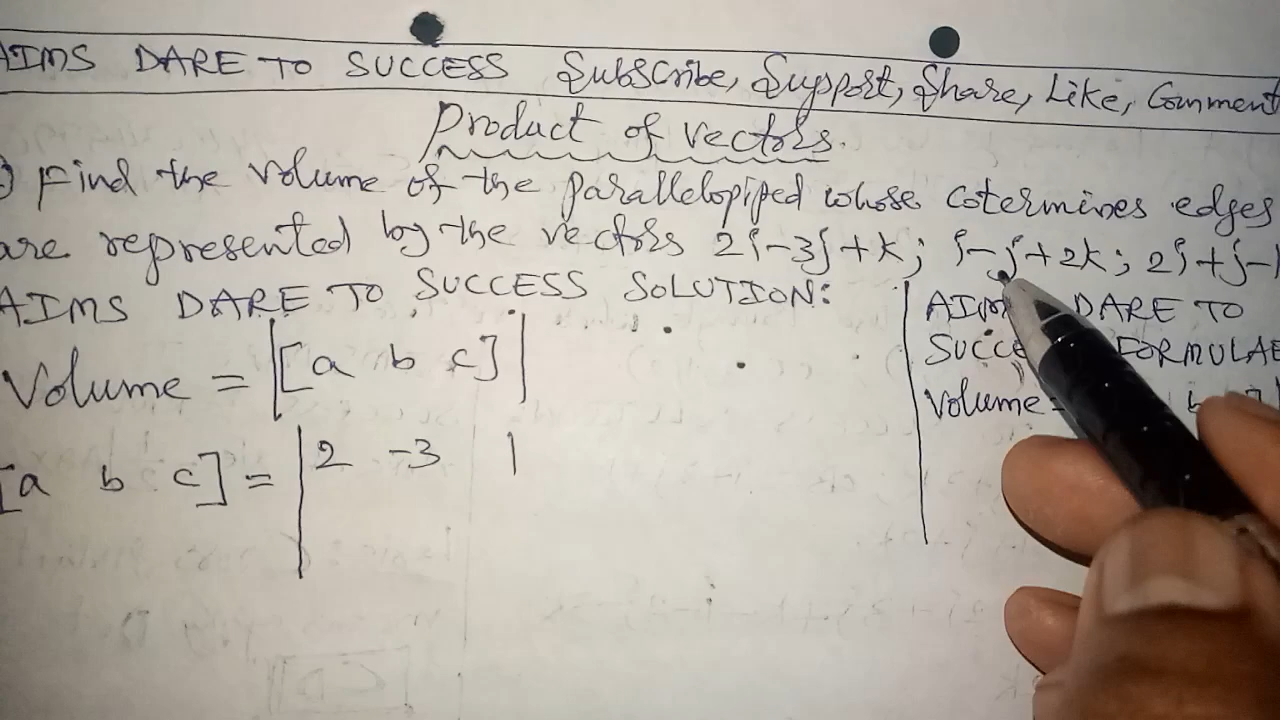 AIMS DARE TO SUCCESS Subscribe, Support, Share, Like, Comment
Product of vectors.
) Find the volume of the parallelopiped whose cotermines edges
are represented by the vectors 2i-3j+k; i-j+2k; 2i+j-
AIMS DARE TO SUCCESS SOLUTION:
AIMS DARE TO
SUCCE FORMULAE
Volume = |[a b c]|
Volume= b
[a b c] = | 2 -3 1